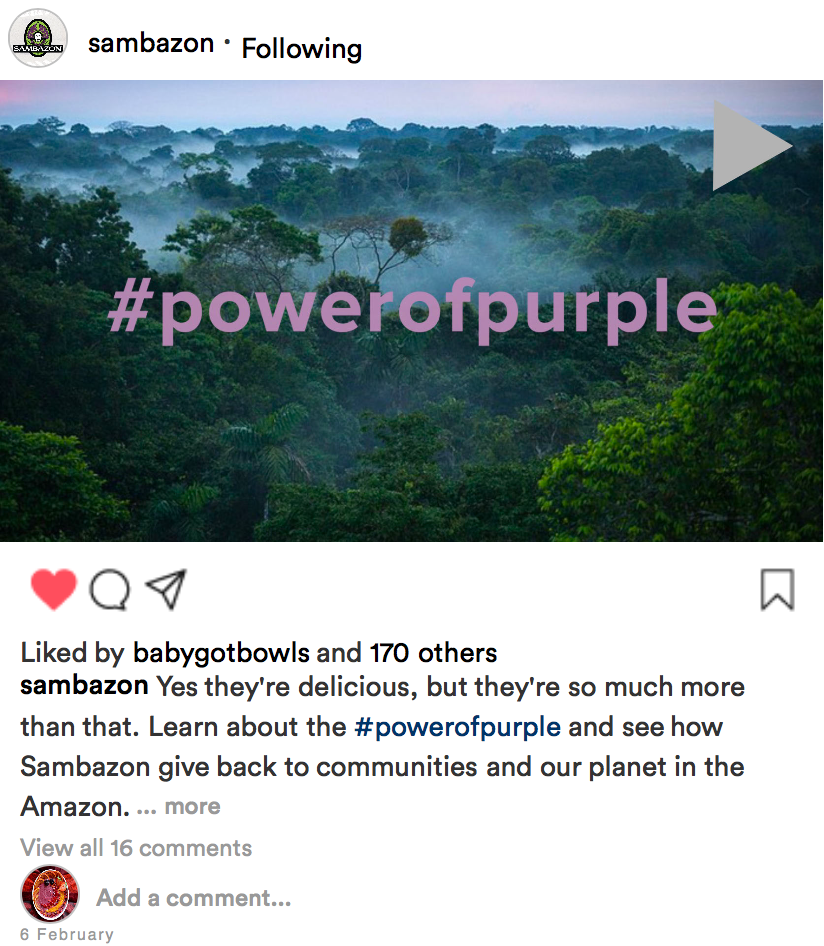 SAMBAZON
sambazon · Following
#powerofpurple
Liked by babygotbowls and 170 others
sambazon Yes they're delicious, but they're so much more
than that. Learn about the #powerofpurple and see how
Sambazon give back to communities and our planet in the
Amazon. ... more
View all 16 comments
Add a comment...
6 February